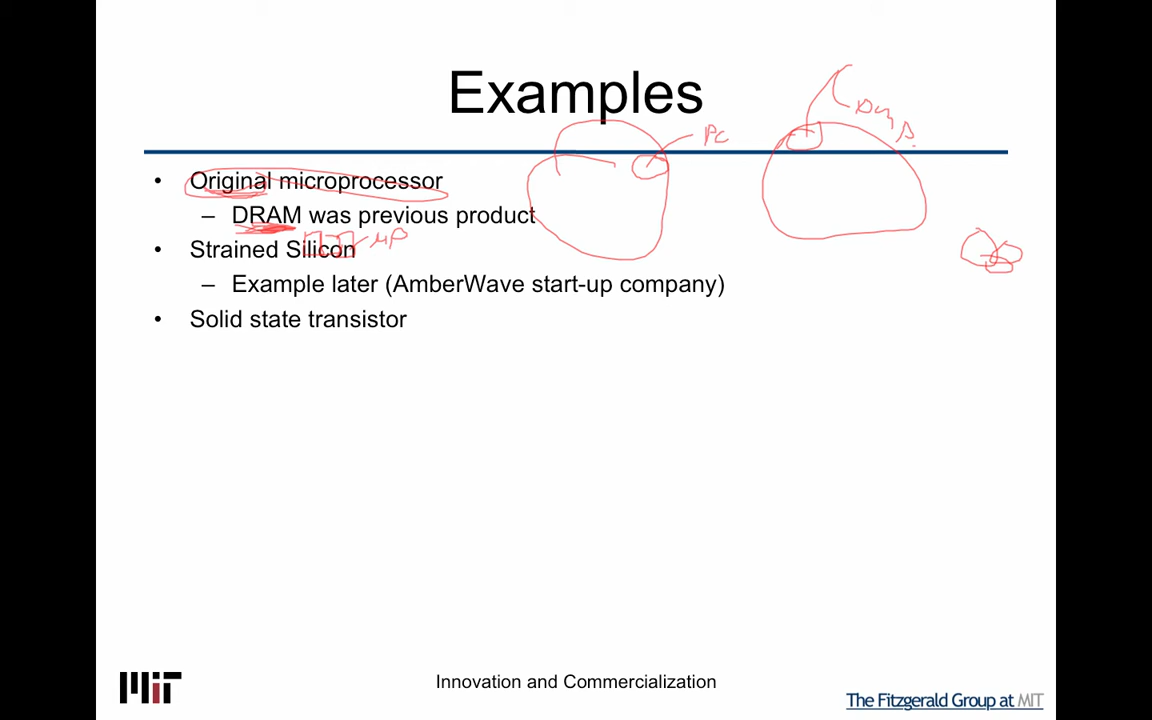 Examples
PC
• Original microprocessor
– DRAM was previous product
μP
• Strained Silicon
– Example later (AmberWave start-up company)
• Solid state transistor
MIT
Innovation and Commercialization
The Fitzgerald Group at MIT